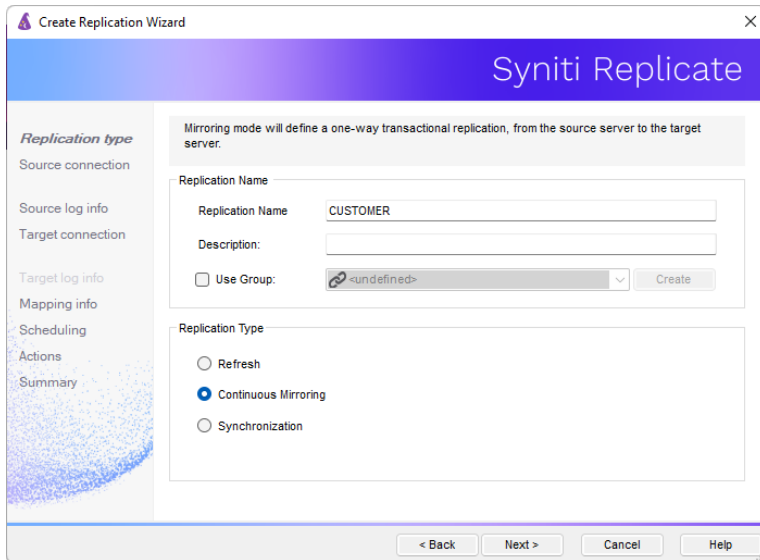 Create Replication Wizard
Syniti Replicate
Replication type
Source connection
Source log info
Target connection
Target log info
Mapping info
Scheduling
Actions
Summary
Mirroring mode will define a one-way transactional replication, from the source server to the target
server.
Replication Name
Replication Name CUSTOMER
Description:
Use Group: <undefined> Create
Replication Type
Refresh
Continuous Mirroring
Synchronization
< Back Next > Cancel Help